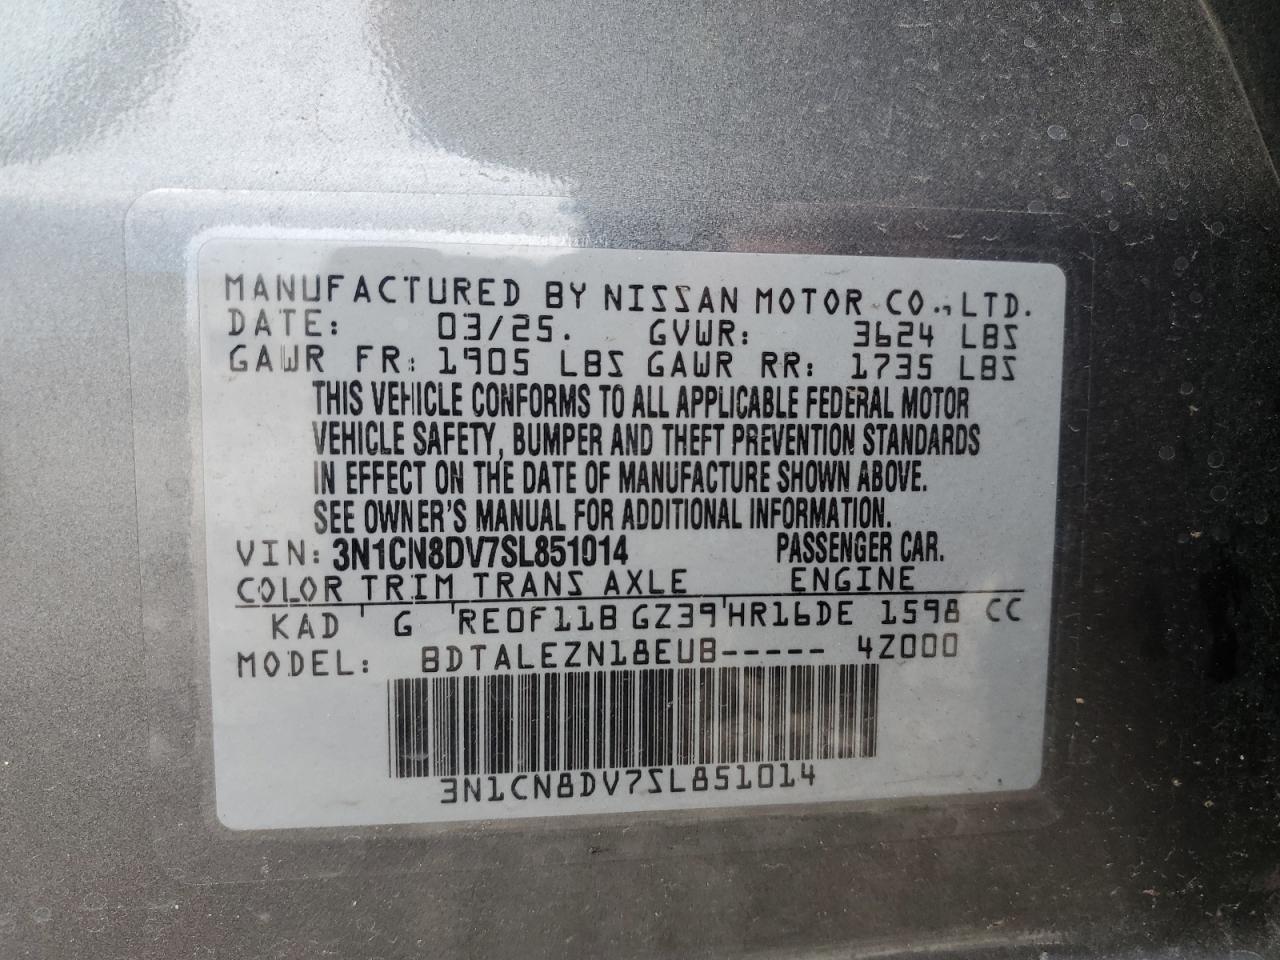 MANUFACTURED BY NISSAN MOTOR CO., LTD.
DATE: 03/25. GVWR: 3624 LBS
GAWR FR: 1905 LBS GAWR RR: 1735 LBS
THIS VEHICLE CONFORMS TO ALL APPLICABLE FEDERAL MOTOR
VEHICLE SAFETY, BUMPER AND THEFT PREVENTION STANDARDS
IN EFFECT ON THE DATE OF MANUFACTURE SHOWN ABOVE.
SEE OWNER'S MANUAL FOR ADDITIONAL INFORMATION.
VIN: 3N1CN8DV7SL851014 PASSENGER CAR.
COLOR TRIM TRANS AXLE ENGINE
KAD G RE0F11B GZ39 HR16DE 1598 CC
MODEL: BDTALEZN18EUB----- 4Z000
3N1CN8DV7SL851014